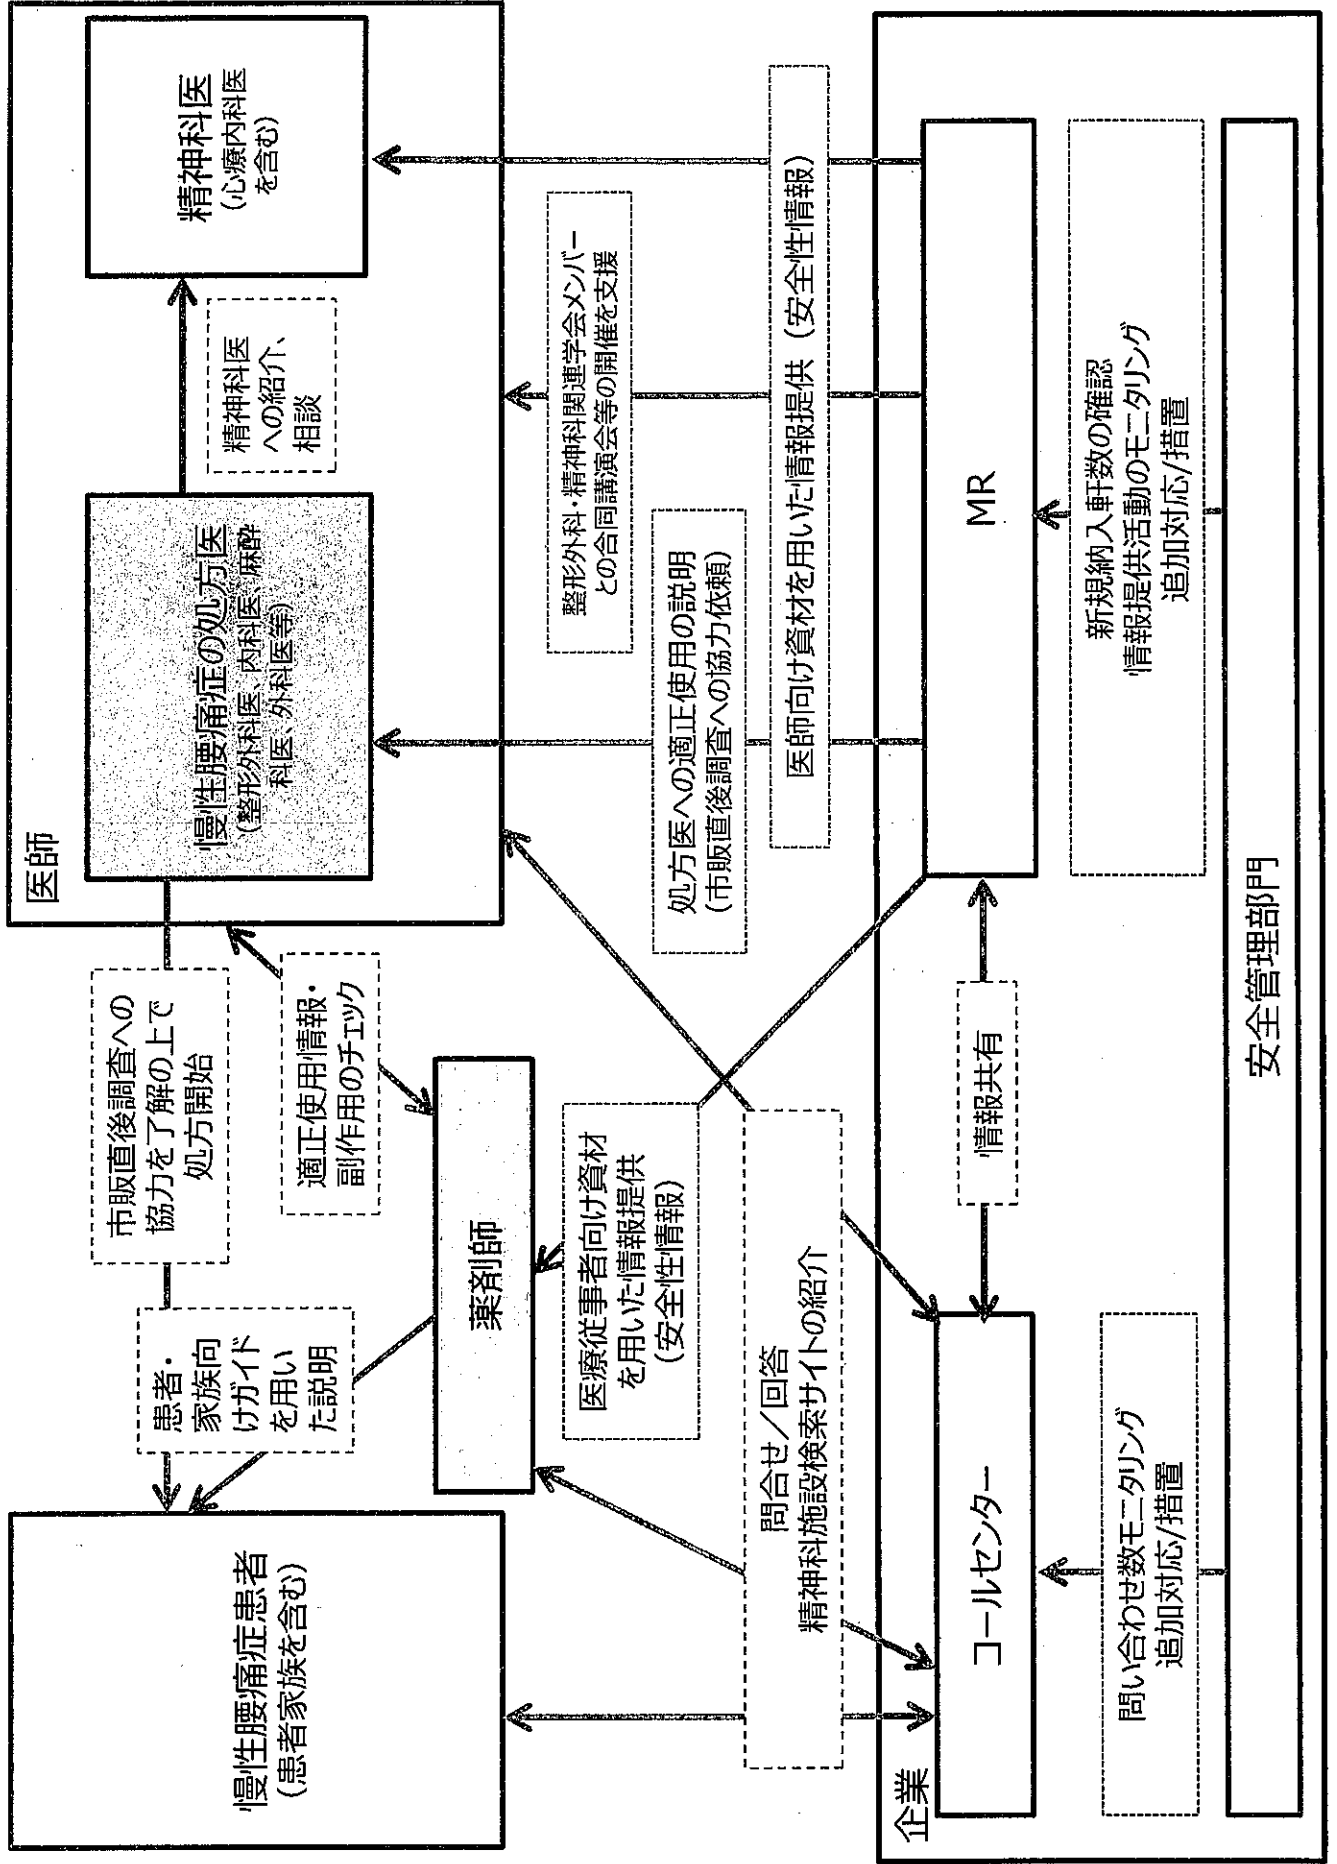 慢性腰痛症患者
(患者家族を含む)
患者・
家族向
けガイド
を用い
た説明
市販直後調査への
協力を了解の上で
処方開始
医師
慢性腰痛症の処方医
(整形外科医、内科医、麻酔
科医、外科医等)
精神科医
への紹介、
相談
精神科医
(心療内科医
を含む)
適正使用情報・
副作用のチェック
薬剤師
医療従事者向け資材
を用いた情報提供
(安全性情報)
処方医への適正使用の説明
(市販直後調査への協力依頼)
整形外科・精神科関連学会メンバー
との合同講演会等の開催を支援
問合せ/回答
精神科施設検索サイトの紹介
医師向け資材を用いた情報提供(安全性情報)
企業
コールセンター
情報共有
MR
問い合わせ数モニタリング
追加対応/措置
新規納入軒数の確認
情報提供活動のモニタリング
追加対応/措置
安全管理部門